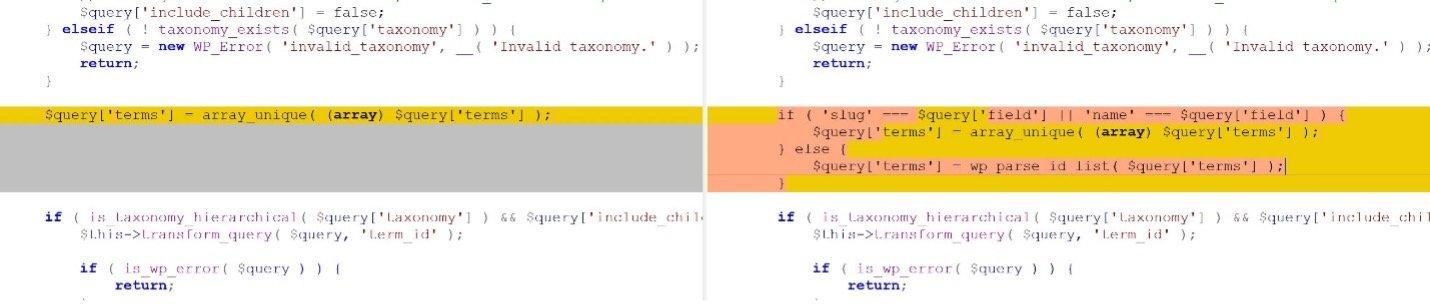 $query['include_children'] = false;
} elseif ( ! taxonomy_exists( $query['taxonomy'] ) ) {
$query = new WP_Error( 'invalid_taxonomy', __( 'Invalid taxonomy.' ) );
return;
}
$query['terms'] = array_unique( (array) $query['terms'] );
if ( is_taxonomy_hierarchical( $query['taxonomy'] ) && $query['include_chil
$this->transform_query( $query, 'term_id' );
if ( is_wp_error( $query ) ) {
return;
$query['include_children'] = false;
} elseif ( ! taxonomy_exists( $query['taxonomy'] ) ) {
$query = new WP_Error( 'invalid_taxonomy', __( 'Invalid taxonomy.' ) );
return;
}
if ( 'slug' === $query['field'] || 'name' === $query['field'] ) {
$query['terms'] = array_unique( (array) $query['terms'] );
} else {
$query['terms'] = wp_parse_id_list( $query['terms'] );
}
if ( is_taxonomy_hierarchical( $query['taxonomy'] ) && $query['include_chil
$this->transform_query( $query, 'term_id' );
if ( is_wp_error( $query ) ) {
return;